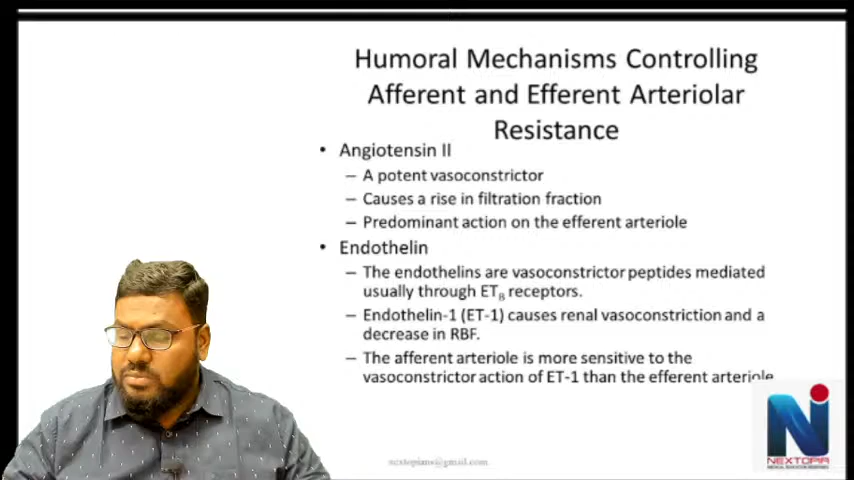 Humoral Mechanisms Controlling
Afferent and Efferent Arteriolar
Resistance
• Angiotensin II
– A potent vasoconstrictor
– Causes a rise in filtration fraction
– Predominant action on the efferent arteriole
• Endothelin
– The endothelins are vasoconstrictor peptides mediated
usually through ETB receptors.
– Endothelin-1 (ET-1) causes renal vasoconstriction and a
decrease in RBF.
– The afferent arteriole is more sensitive to the
vasoconstrictor action of ET-1 than the efferent arteriole
nextopians@gmail.com
NEXTOPIA